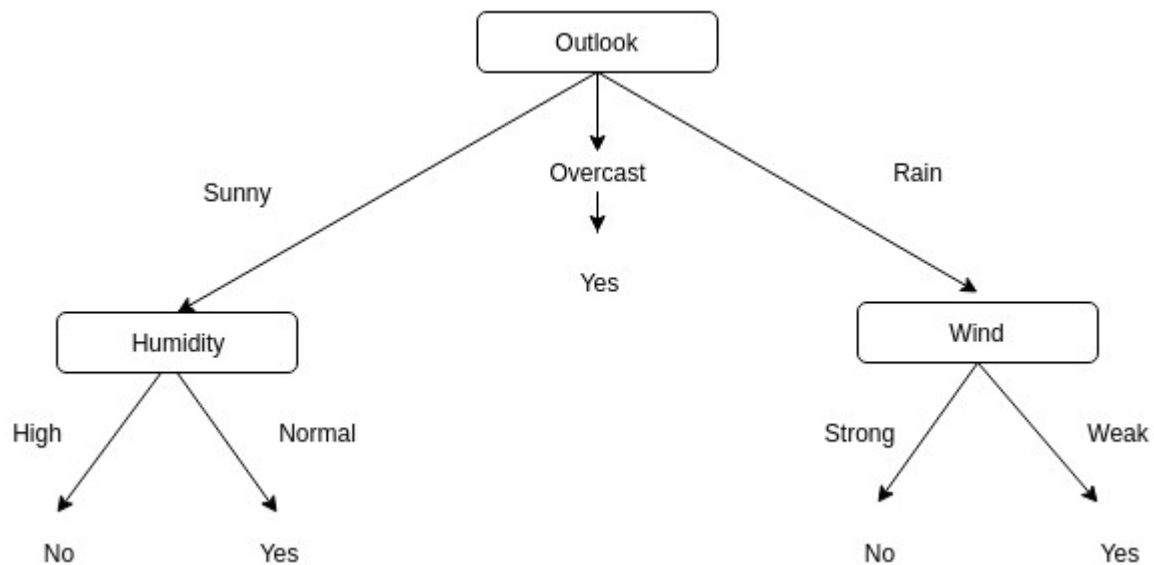 Outlook
Sunny
Overcast
Rain
Yes
Humidity
Wind
High
Normal
Strong
Weak
No
Yes
No
Yes